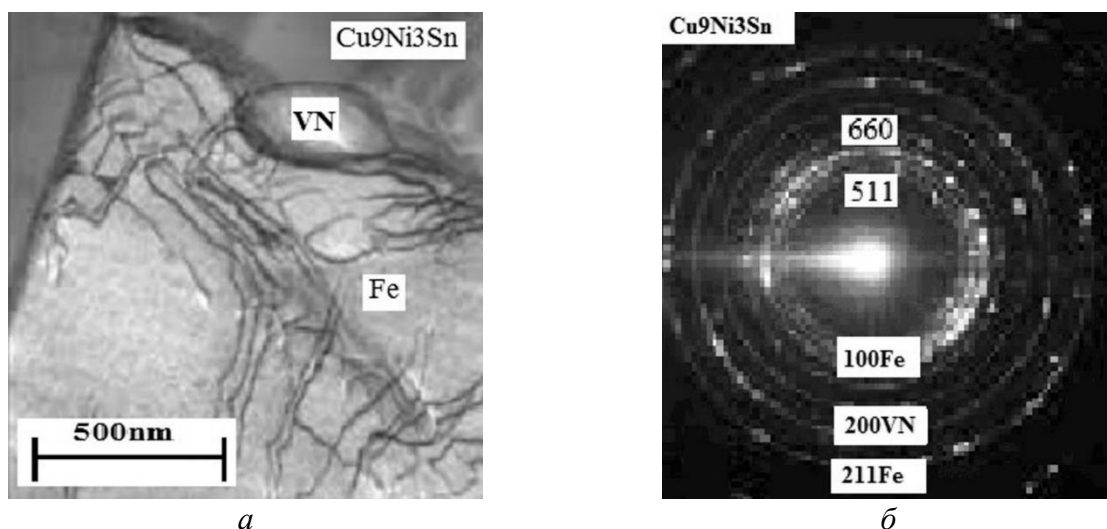 Cu9Ni3Sn
VN
Fe
500nm
а
Cu9Ni3Sn
660
511
100Fe
200VN
211Fe
б